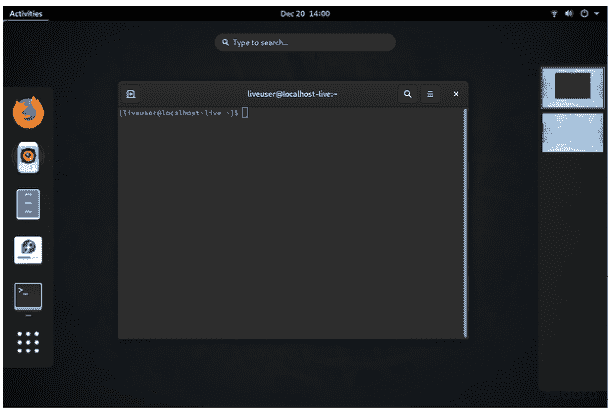 Activities
Dec 20 14:00
Type to search...
liveuser@localhost-live:~
[liveuser@localhost-live ~]$